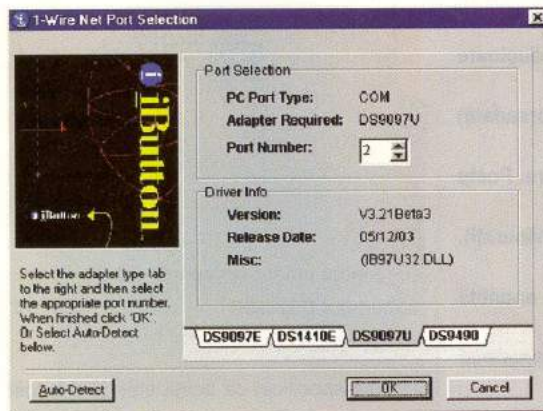 1-Wire Net Port Selection
iButton
iButton
Select the adapter type tab
to the right and then select
the appropriate port number.
When finished click 'OK'.
Or Select Auto-Detect
below.
Port Selection
PC Port Type: COM
Adapter Required: DS9097U
Port Number: 2
Driver Info
Version: V3.21Beta3
Release Date: 05/12/03
Misc: (IB97U32.DLL)
DS9097E DS1410E DS9097U DS9490
Auto-Detect OK Cancel